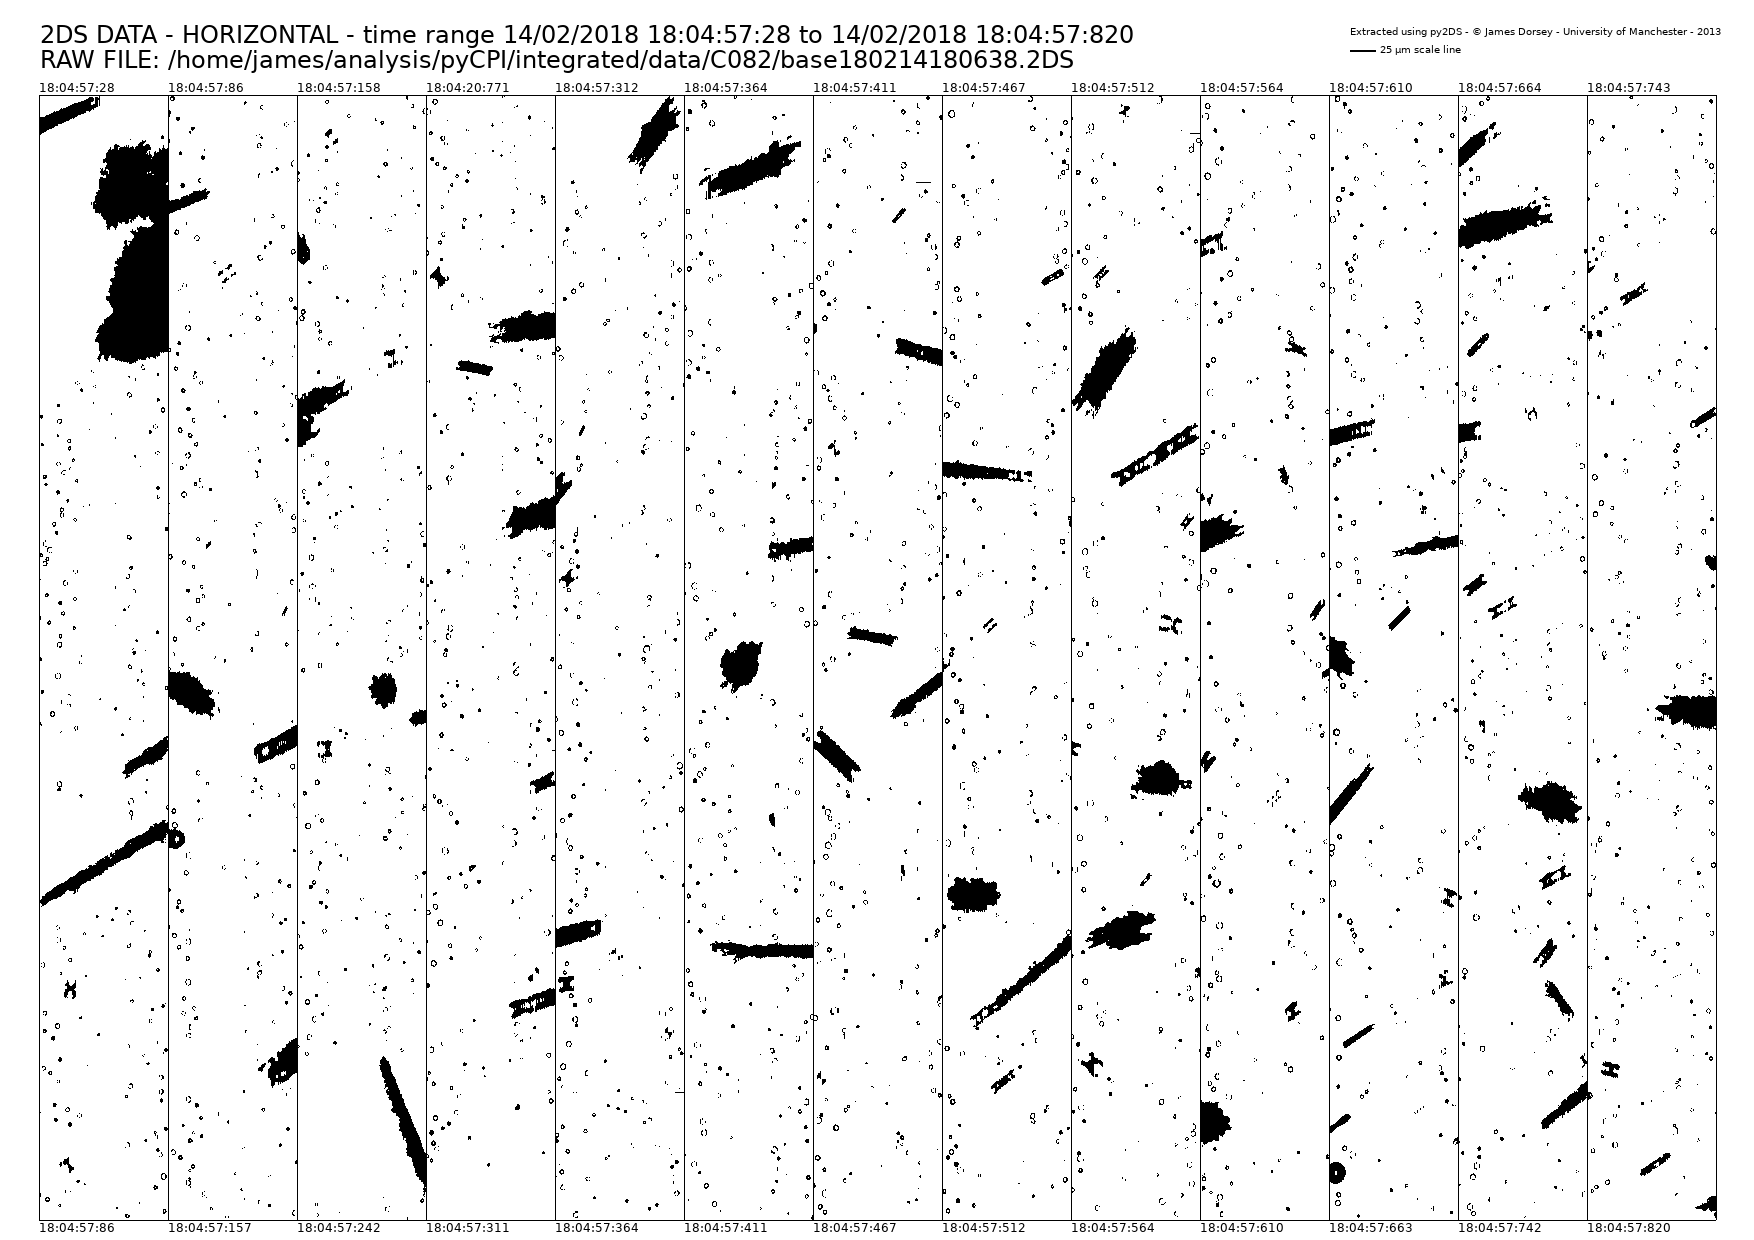 2DS DATA - HORIZONTAL - time range 14/02/2018 18:04:57:28 to 14/02/2018 18:04:57:820
RAW FILE: /home/james/analysis/pyCPI/integrated/data/C082/base180214180638.2DS
Extracted using py2DS - © James Dorsey - University of Manchester - 2013
25 µm scale line
18:04:57:28 18:04:57:86 18:04:57:158 18:04:20:771 18:04:57:312 18:04:57:364 18:04:57:411 18:04:57:467 18:04:57:512 18:04:57:564 18:04:57:610 18:04:57:664 18:04:57:743
18:04:57:86 18:04:57:157 18:04:57:242 18:04:57:311 18:04:57:364 18:04:57:411 18:04:57:467 18:04:57:512 18:04:57:564 18:04:57:610 18:04:57:663 18:04:57:742 18:04:57:820